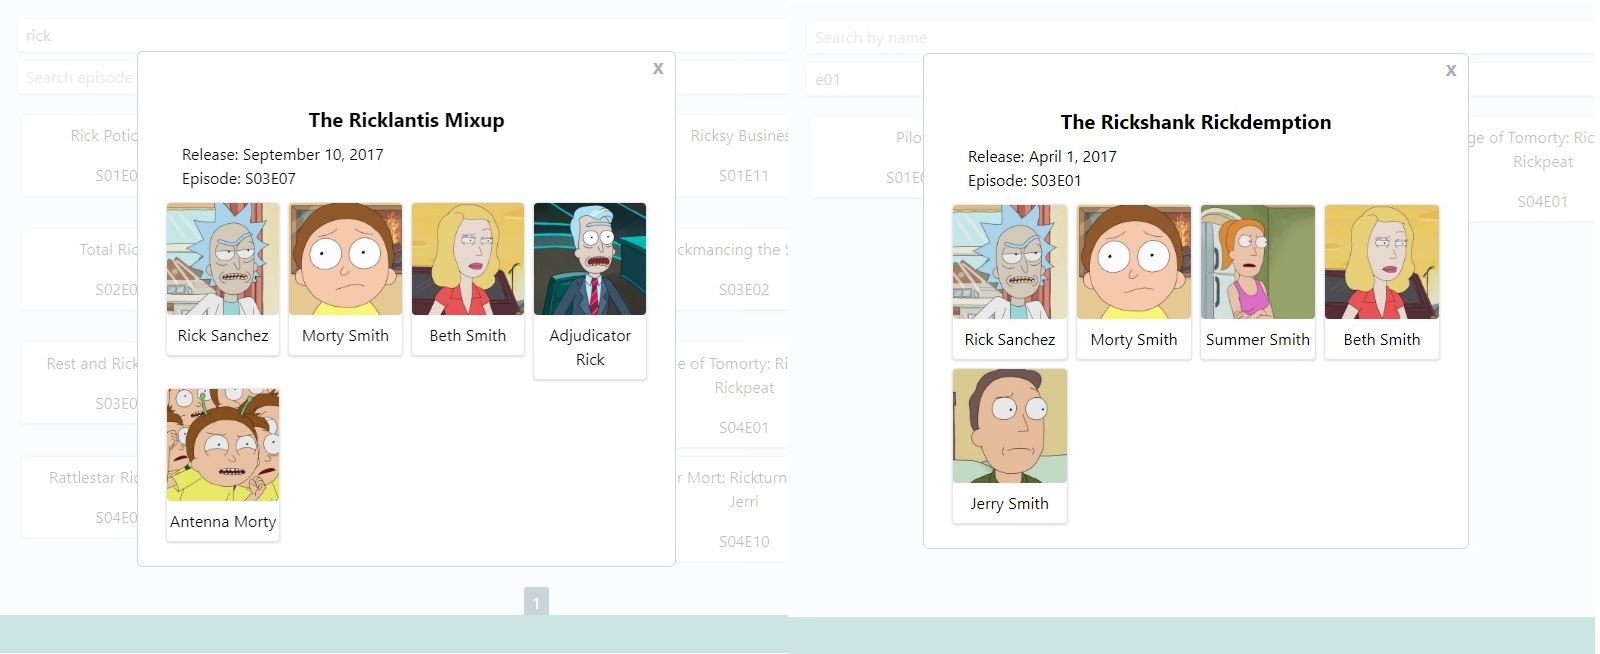 rick
Search episode
Rick Potic
S01E0
Total Ric
S02E0
Rest and Rick
S03E0
Rattlestar Ric
S04E0
X
The Ricklantis Mixup
Release: September 10, 2017
Episode: S03E07
Rick Sanchez
Morty Smith
Beth Smith
Adjudicator
Rick
Antenna Morty
Ricksy Busines
S01E11
ckmancing the S
S03E02
e of Tomorty: Ri
Rickpeat
S04E01
r Mort: Rickturn
Jerri
S04E10
1
Search by name
e01
Pilo
S01E0
X
The Rickshank Rickdemption
Release: April 1, 2017
Episode: S03E01
Rick Sanchez
Morty Smith
Summer Smith
Beth Smith
Jerry Smith
ge of Tomorty: Ric
Rickpeat
S04E01